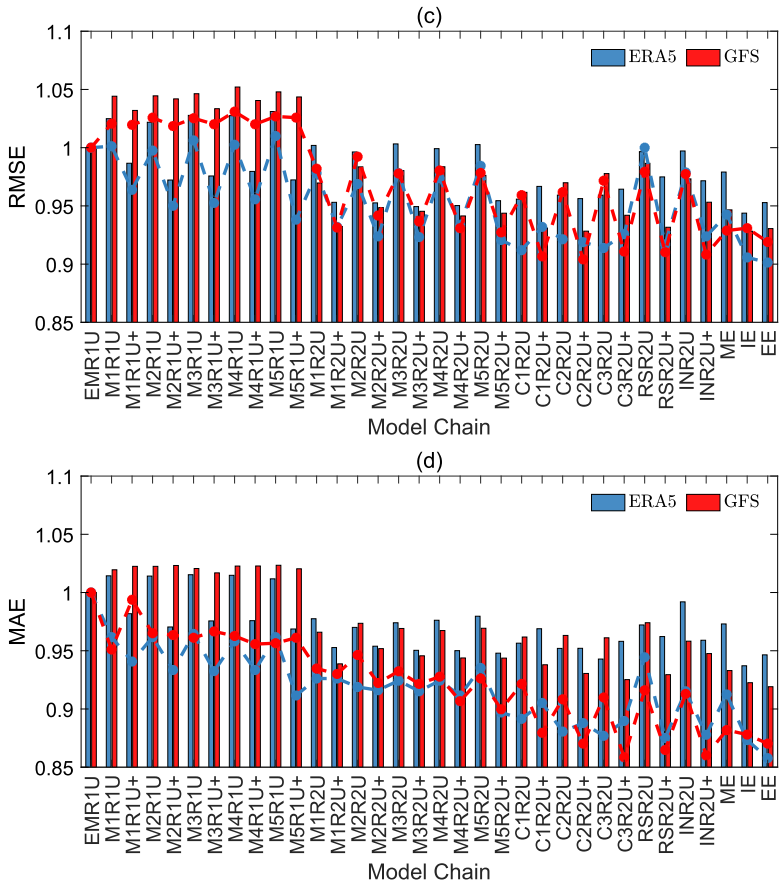 (c)
1.1
1.05
1
0.95
0.9
0.85
RMSE
ERA5 GFS
EMR1U M1R1U M1R1U+ M2R1U M2R1U+ M3R1U M3R1U+ M4R1U M4R1U+ M5R1U M5R1U+ M1R2U M1R2U+ M2R2U M2R2U+ M3R2U M3R2U+ M4R2U M4R2U+ M5R2U M5R2U+ C1R2U C1R2U+ C2R2U C2R2U+ C3R2U C3R2U+ RSR2U RSR2U+ INR2U INR2U+ ME IE EE
Model Chain
(d)
1.1
1.05
1
0.95
0.9
0.85
MAE
ERA5 GFS
EMR1U M1R1U M1R1U+ M2R1U M2R1U+ M3R1U M3R1U+ M4R1U M4R1U+ M5R1U M5R1U+ M1R2U M1R2U+ M2R2U M2R2U+ M3R2U M3R2U+ M4R2U M4R2U+ M5R2U M5R2U+ C1R2U C1R2U+ C2R2U C2R2U+ C3R2U C3R2U+ RSR2U RSR2U+ INR2U INR2U+ ME IE EE
Model Chain